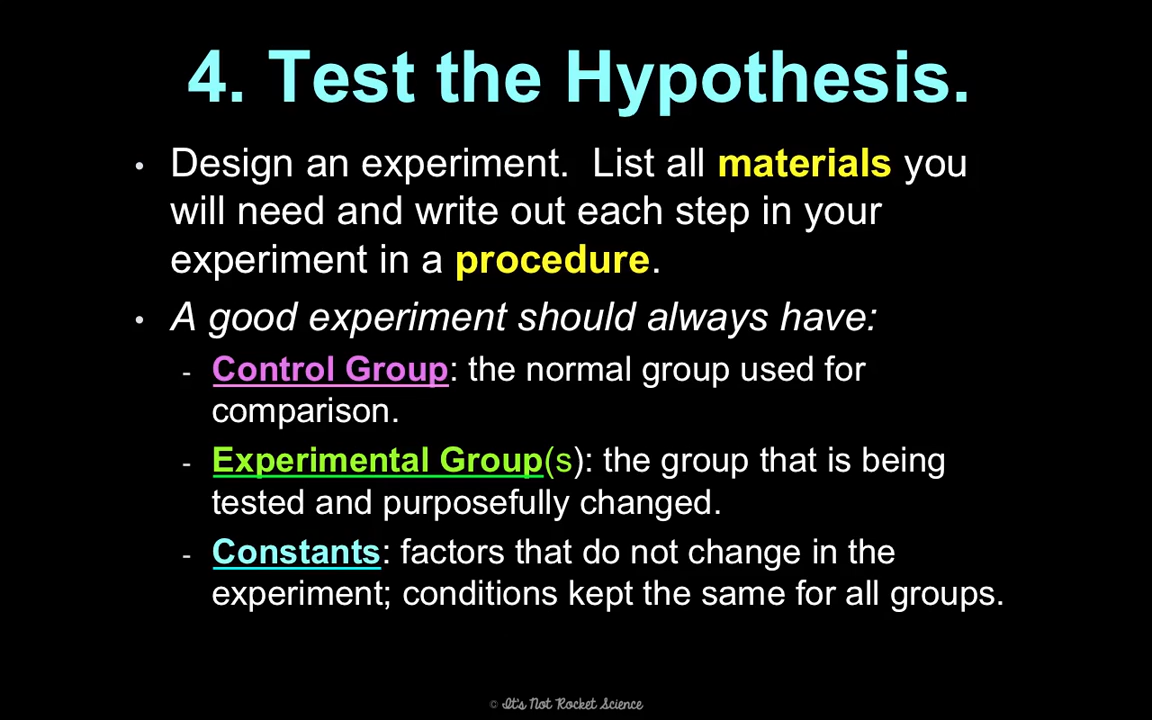 4. Test the Hypothesis.
• Design an experiment.  List all materials you
will need and write out each step in your
experiment in a procedure.
• A good experiment should always have:
- Control Group: the normal group used for
comparison.
- Experimental Group(s): the group that is being
tested and purposefully changed.
- Constants: factors that do not change in the
experiment; conditions kept the same for all groups.
© It's Not Rocket Science